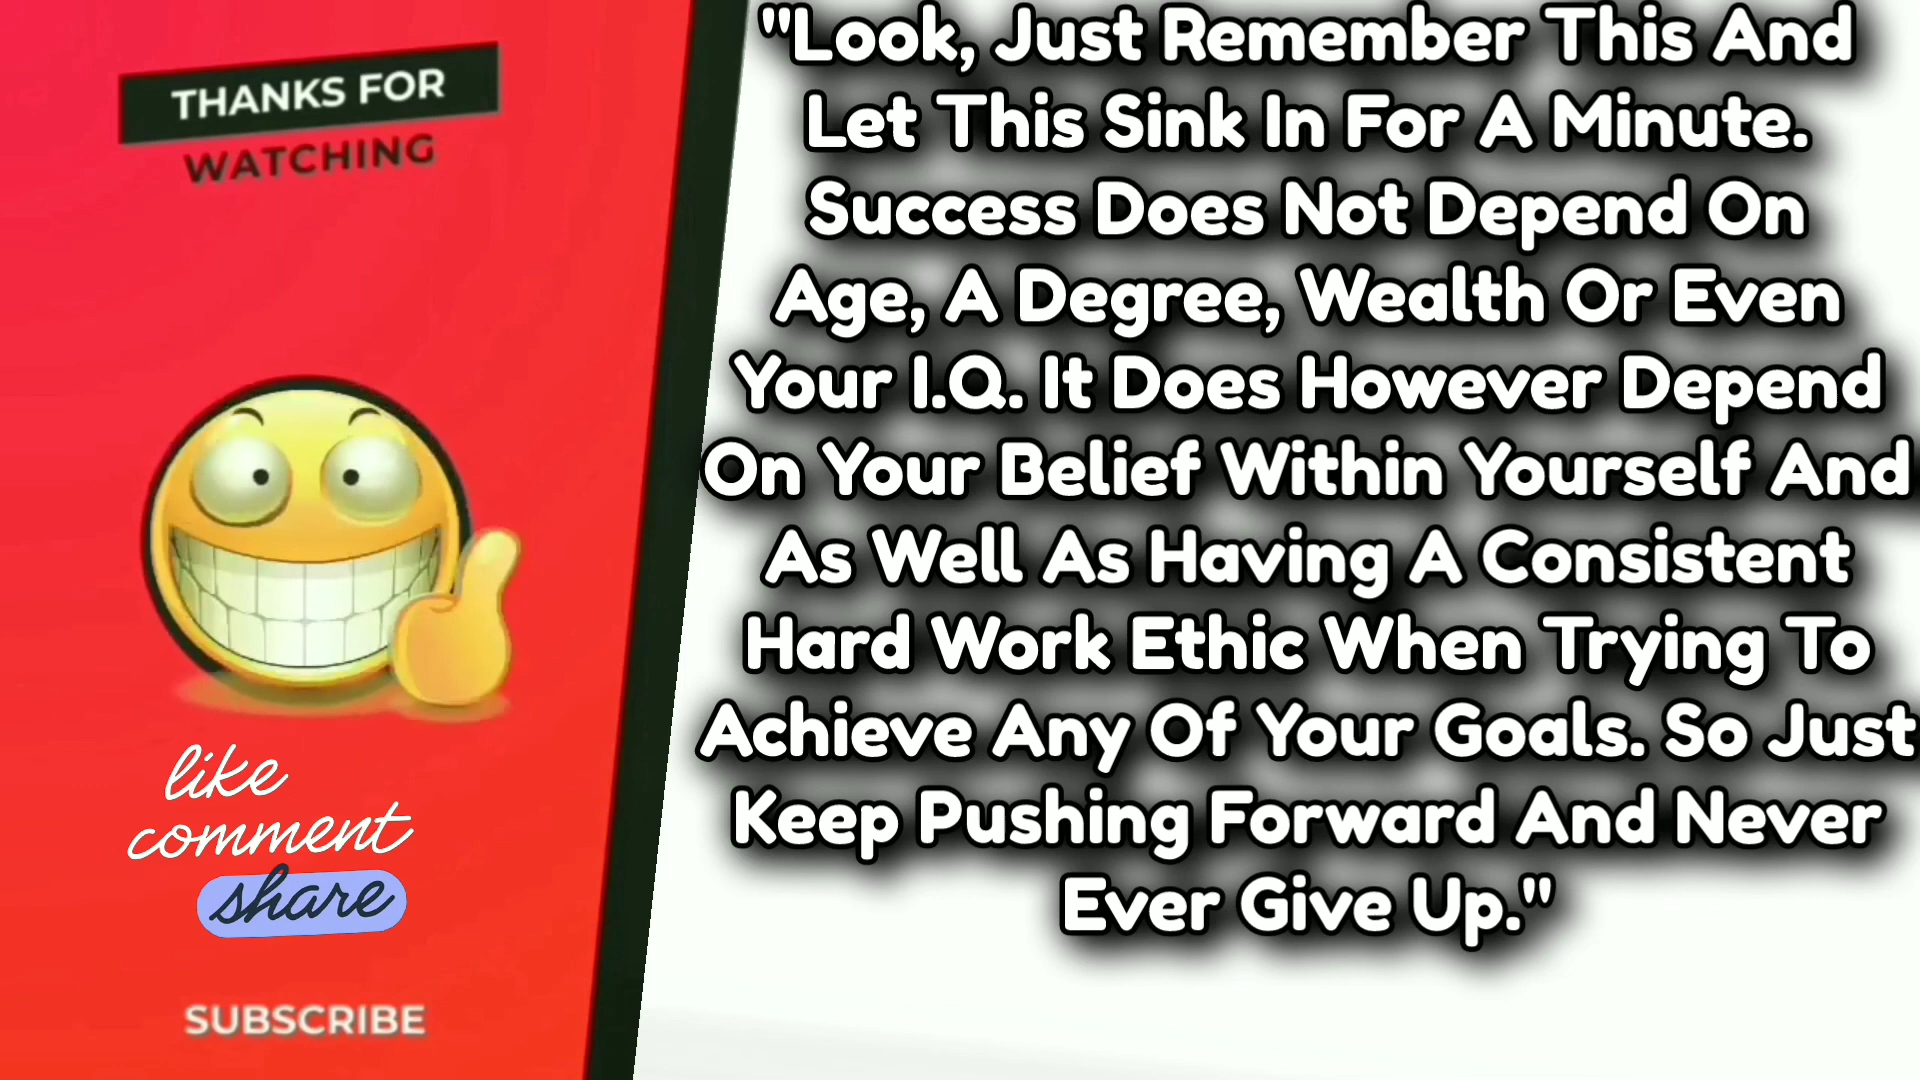 THANKS FOR
WATCHING
like
comment
share
SUBSCRIBE
"Look, Just Remember This And
Let This Sink In For A Minute.
Success Does Not Depend On
Age, A Degree, Wealth Or Even
Your I.Q. It Does However Depend
On Your Belief Within Yourself And
As Well As Having A Consistent
Hard Work Ethic When Trying To
Achieve Any Of Your Goals. So Just
Keep Pushing Forward And Never
Ever Give Up."